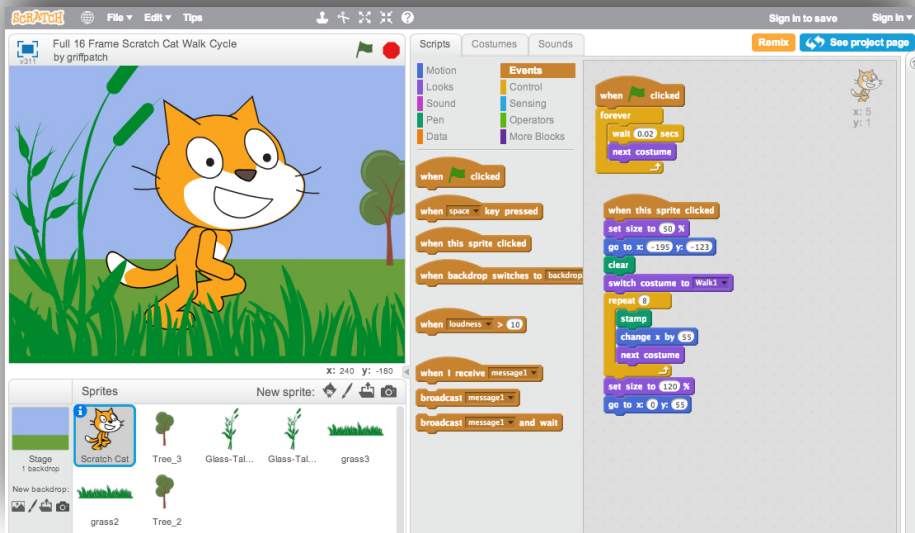 SCRATCH File Edit Tips Sign in to save Sign in
Full 16 Frame Scratch Cat Walk Cycle
by griffpatch
v311
Scripts Costumes Sounds
Remix See project page
Motion Events
Looks Control
Sound Sensing
Pen Operators
Data More Blocks
when clicked
when space key pressed
when this sprite clicked
when backdrop switches to backdrop
when loudness > 10
when I receive message1
broadcast message1
broadcast message1 and wait
when clicked
forever
wait 0.02 secs
next costume
x: 5
y: 1
when this sprite clicked
set size to 50 %
go to x: -195 y: -123
clear
switch costume to Walk1
repeat 8
stamp
change x by 55
next costume
set size to 120 %
go to x: 0 y: 55
x: 240 y: -180
Sprites New sprite:
Stage
1 backdrop
New backdrop:
Scratch Cat Tree_3 Glass-Tal... Glass-Tal... grass3
grass2 Tree_2